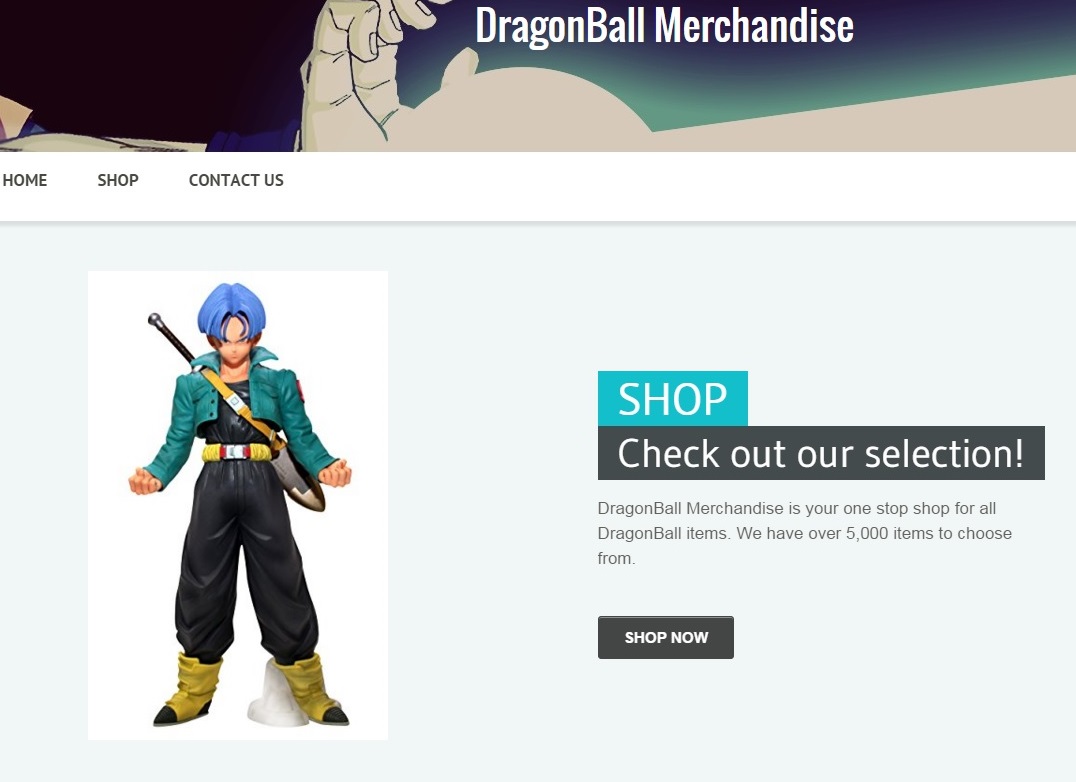 DragonBall Merchandise
HOME SHOP CONTACT US
SHOP
Check out our selection!
DragonBall Merchandise is your one stop shop for all
DragonBall items. We have over 5,000 items to choose
from.
SHOP NOW